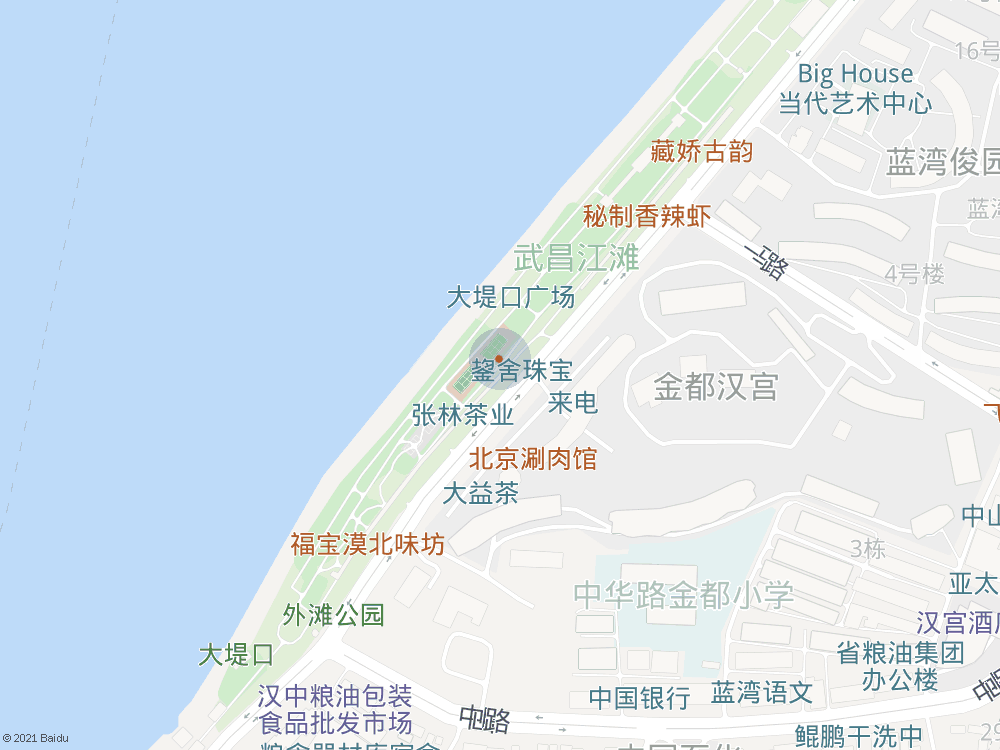 16号
Big House
当代艺术中心
藏娇古韵
蓝湾俊园
秘制香辣虾
武昌江滩
4号楼
大堤口广场
鋆舍珠宝
金都汉宫
来电
张林茶业
北京涮肉馆
大益茶
福宝漠北味坊
3栋
中华路金都小学
亚太
外滩公园
汉宫酒店
大堤口
省粮油集团
办公楼
汉中粮油包装
食品批发市场
中国银行
蓝湾语文
鲲鹏干洗中
© 2021 Baidu